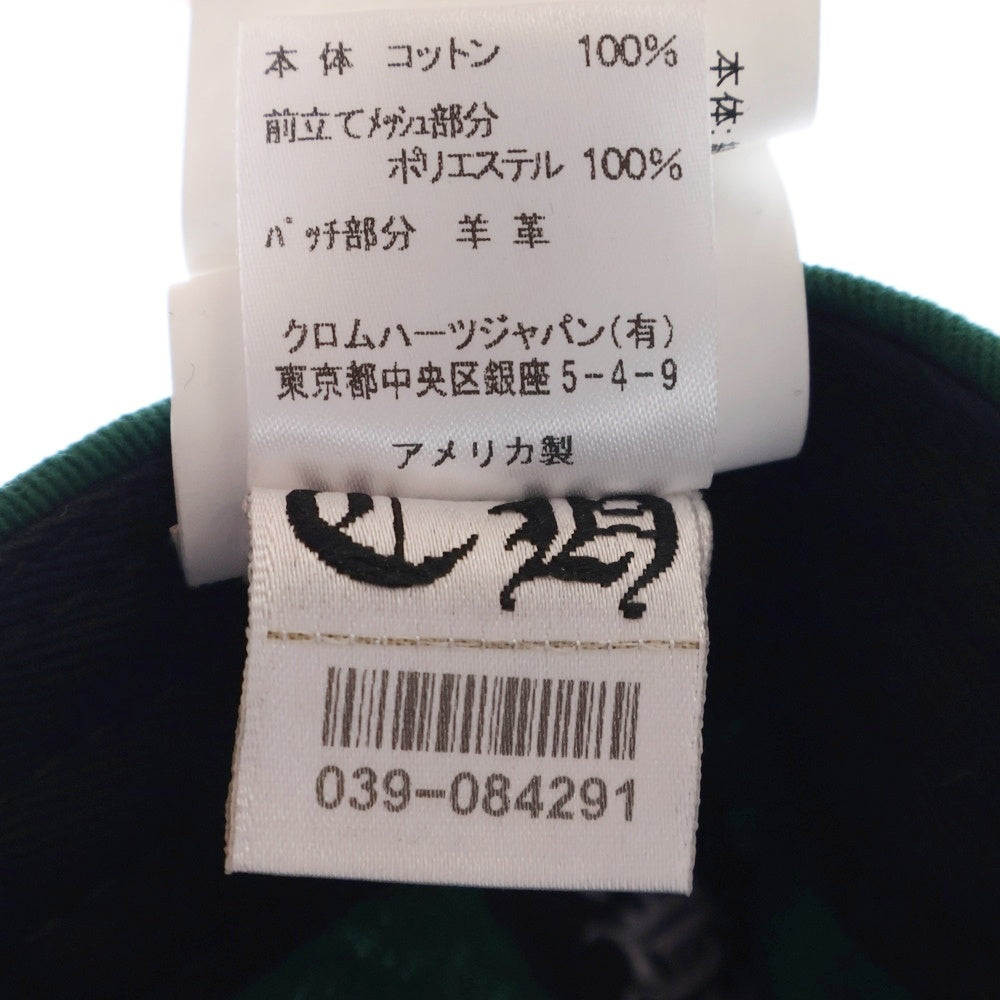 本体 コットン 100%
前立てメッシュ部分
ポリエステル 100%
パッチ部分 羊革
クロムハーツジャパン(有)
東京都中央区銀座5-4-9
アメリカ製
CH
039-084291
本体: